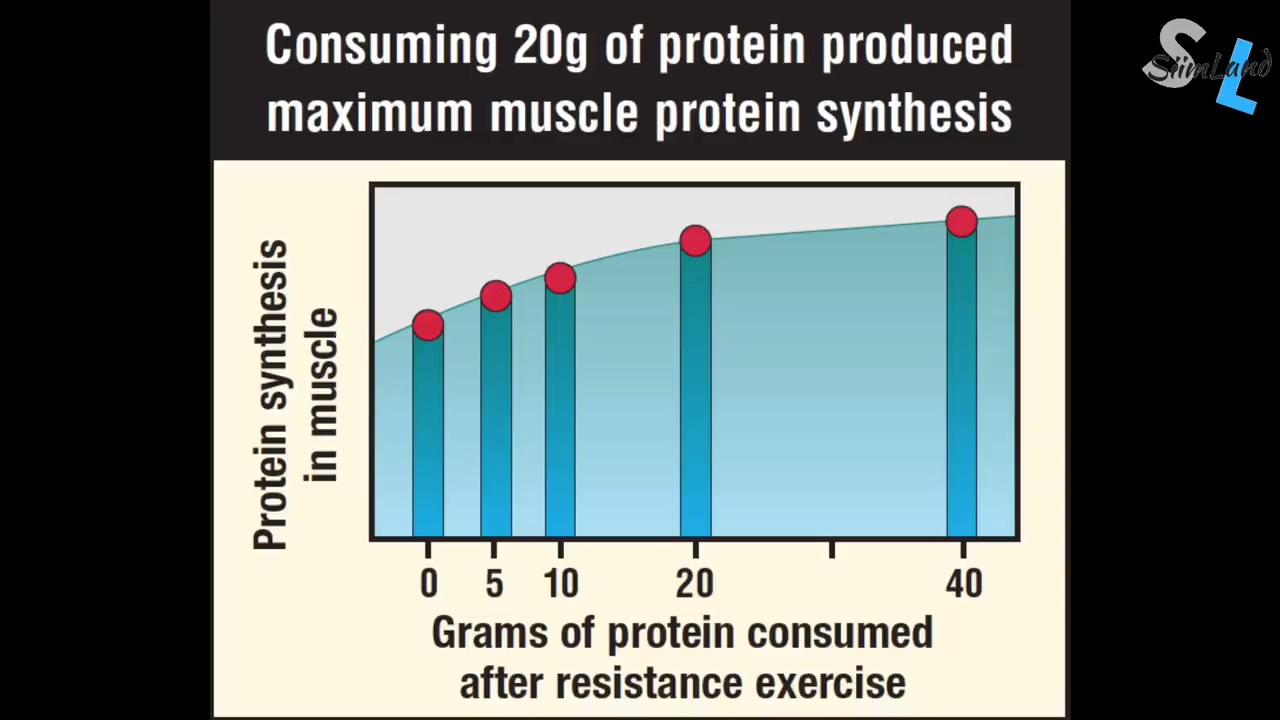 Consuming 20g of protein produced
maximum muscle protein synthesis
SiimLand
SL
Protein synthesis
in muscle
0 5 10 20 40
Grams of protein consumed
after resistance exercise